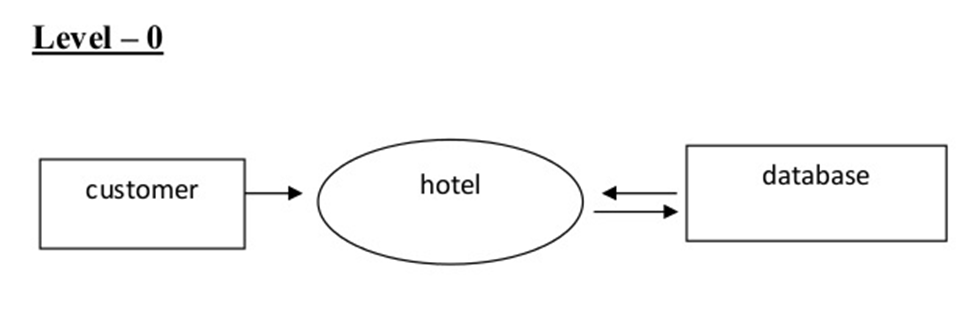 Level – 0
customer
hotel
database